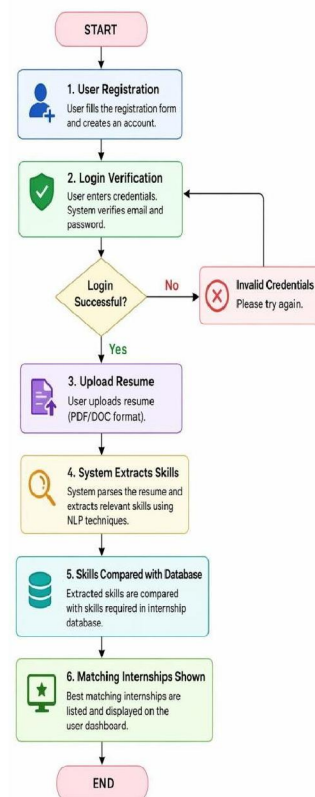 START
1. User Registration
User fills the registration form
and creates an account.
2. Login Verification
User enters credentials.
System verifies email and
password.
Login
Successful?
No
Invalid Credentials
Please try again.
Yes
3. Upload Resume
User uploads resume
(PDF/DOC format).
4. System Extracts Skills
System parses the resume and
extracts relevant skills using
NLP techniques.
5. Skills Compared with Database
Extracted skills are compared
with skills required in internship
database.
6. Matching Internships Shown
Best matching internships are
listed and displayed on the
user dashboard.
END